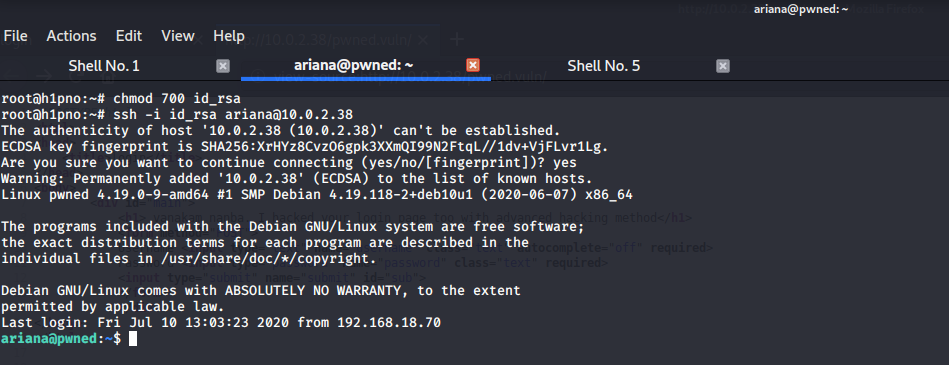 ariana@pwned: ~
File Actions Edit View Help
Shell No. 1 ariana@pwned: ~ Shell No. 5
root@h1pno:~# chmod 700 id_rsa
root@h1pno:~# ssh -i id_rsa ariana@10.0.2.38
The authenticity of host '10.0.2.38 (10.0.2.38)' can't be established.
ECDSA key fingerprint is SHA256:XrHYz8CvzO6gpk3XXmQI99N2FtqL//1dv+VjFLvr1Lg.
Are you sure you want to continue connecting (yes/no/[fingerprint])? yes
Warning: Permanently added '10.0.2.38' (ECDSA) to the list of known hosts.
Linux pwned 4.19.0-9-amd64 #1 SMP Debian 4.19.118-2+deb10u1 (2020-06-07) x86_64
The programs included with the Debian GNU/Linux system are free software;
the exact distribution terms for each program are described in the
individual files in /usr/share/doc/*/copyright.
Debian GNU/Linux comes with ABSOLUTELY NO WARRANTY, to the extent
permitted by applicable law.
Last login: Fri Jul 10 13:03:23 2020 from 192.168.18.70
ariana@pwned:~$